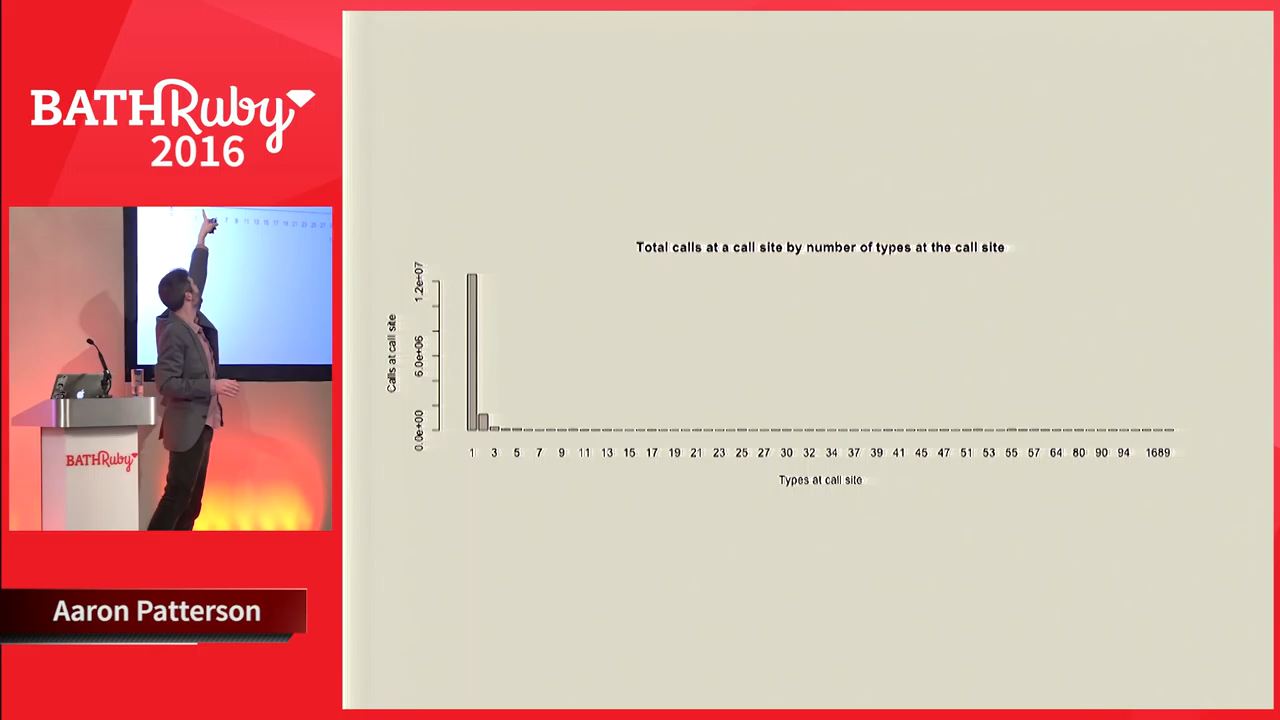 BATHRuby
2016
BATHRuby
Aaron Patterson
Total calls at a call site by number of types at the call site
Calls at call site
0.0e+00 6.0e+06 1.2e+07
1 3 5 7 9 11 13 15 17 19 21 23 25 27 30 32 34 37 39 41 45 47 51 53 55 57 64 80 90 94 1689
Types at call site